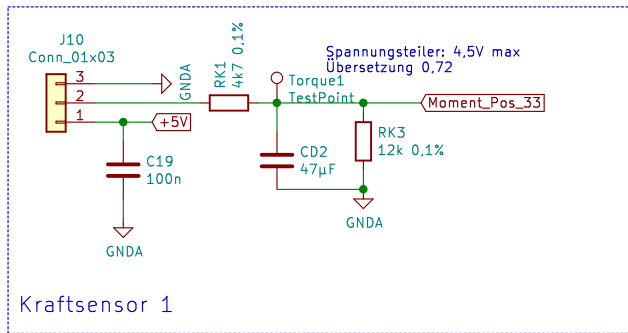 J10
Conn_01x03
3
2
1
GNDA
RK1
4k7 0,1%
Spannungsteiler: 4,5V max
Übersetzung 0,72
Torque1
TestPoint
Moment_Pos_33
+5V
C19
100n
CD2
47µF
RK3
12k 0,1%
GNDA
GNDA
Kraftsensor 1